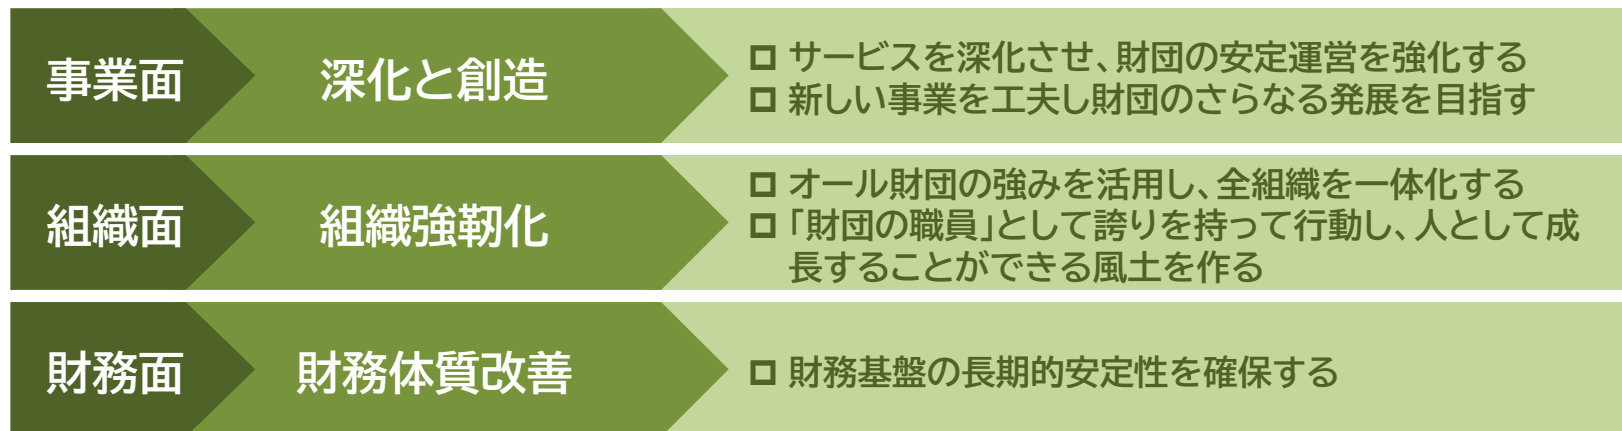 事業面
深化と創造
サービスを深化させ、財団の安定運営を強化する
新しい事業を工夫し財団のさらなる発展を目指す
組織面
組織強靭化
オール財団の強みを活用し、全組織を一体化する
「財団の職員」として誇りを持って行動し、人として成
長することができる風土を作る
財務面
財務体質改善
財務基盤の長期的安定性を確保する